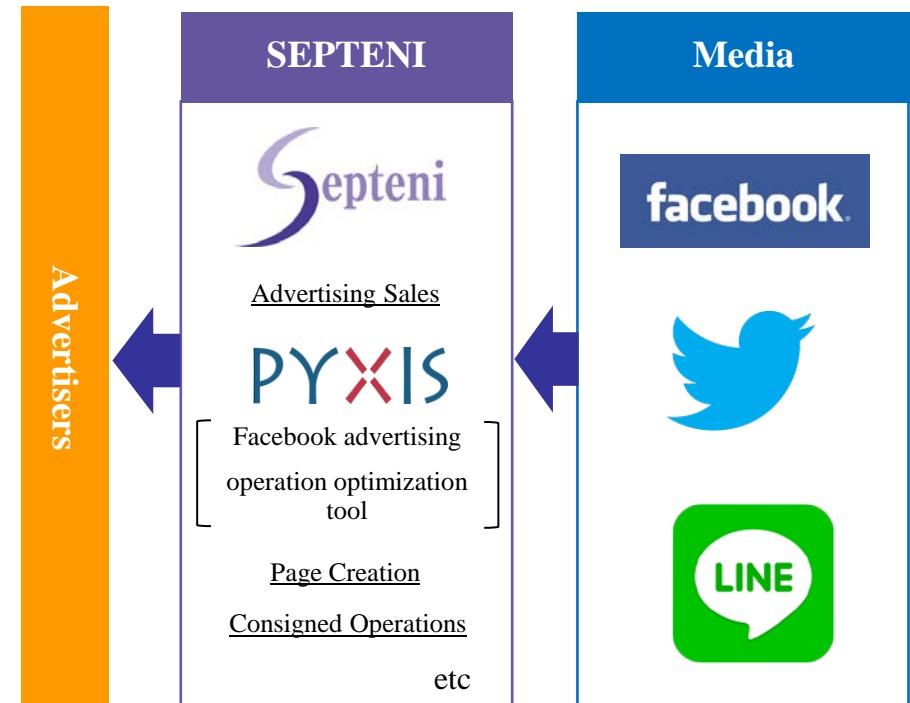 Advertisers
SEPTENI
Septeni
Advertising Sales
PYXIS
Facebook advertising
operation optimization
tool
Page Creation
Consigned Operations
etc
Media
facebook.
LINE